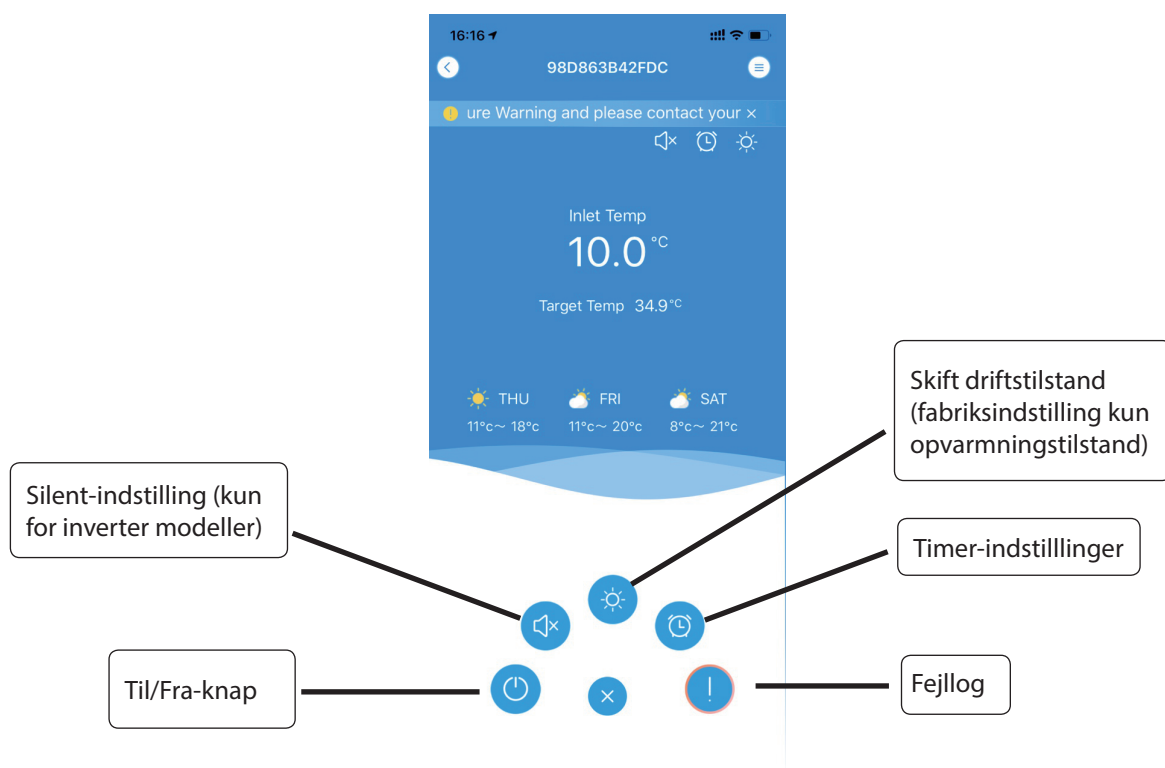 16:16
98D863B42FDC
ure Warning and please contact your ×
Inlet Temp
10.0 °C
Target Temp 34.9°C
THU FRI SAT
11°c~ 18°c 11°c~ 20°c 8°c~ 21°c
Skift driftstilstand
(fabriksindstilling kun
opvarmningstilstand)
Silent-indstilling (kun
for inverter modeller)
Timer-indstilllinger
Til/Fra-knap
Fejllog